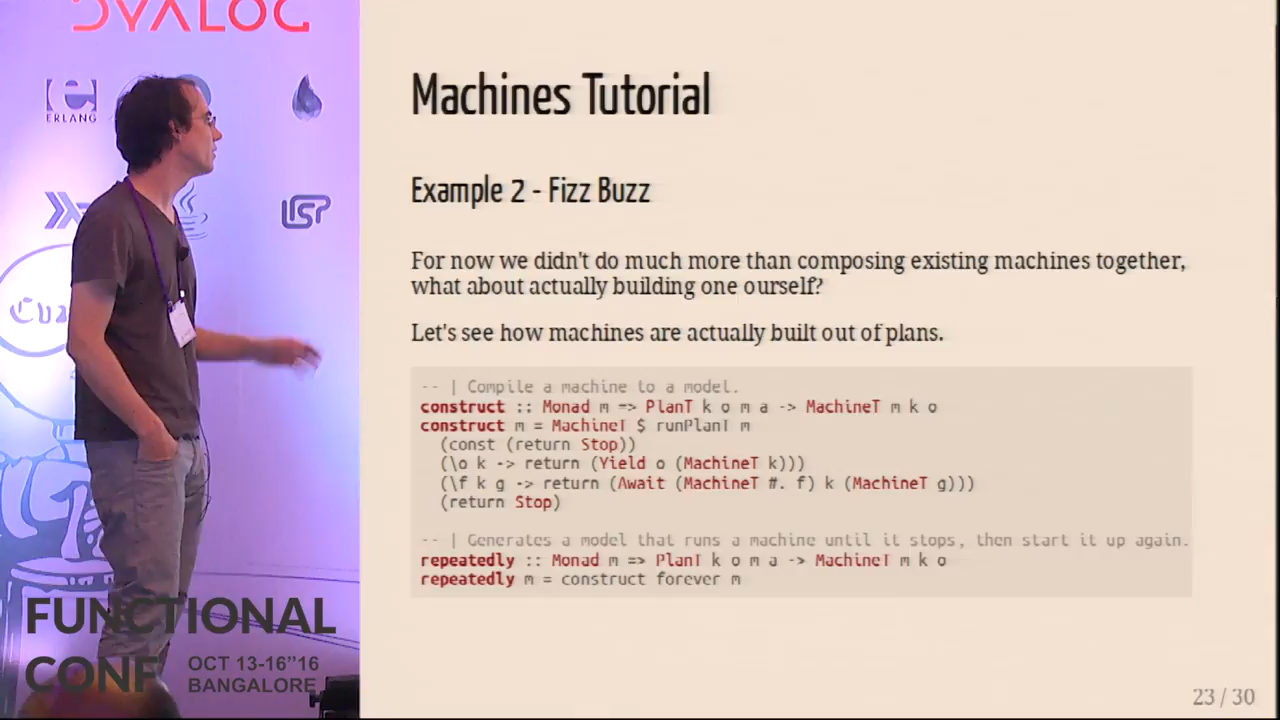 DYALOG
ERLANG
LISP
FUNCTIONAL
CONF
OCT 13-16"16
BANGALORE
Machines Tutorial
Example 2 - Fizz Buzz
For now we didn't do much more than composing existing machines together,
what about actually building one ourself?
Let's see how machines are actually built out of plans.
-- | Compile a machine to a model.
construct :: Monad m => PlanT k o m a -> MachineT m k o
construct m = MachineT $ runPlanT m
(const (return Stop))
(\o k -> return (Yield o (MachineT k)))
(\f k g -> return (Await (MachineT #. f) k (MachineT g)))
(return Stop)
-- | Generates a model that runs a machine until it stops, then start it up again.
repeatedly :: Monad m => PlanT k o m a -> MachineT m k o
repeatedly m = construct forever m
23 / 30